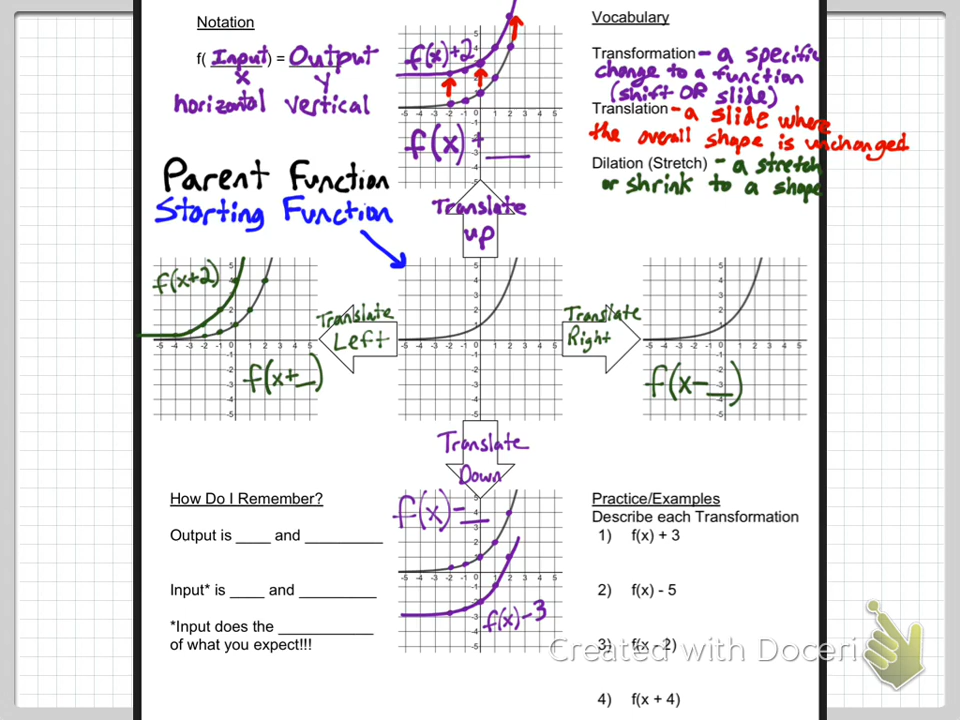 Notation
f( Input ) = Output
x y
horizontal vertical
f(x)+2
f(x)+___
Vocabulary
Transformation - a specific
change to a function
(shift OR slide)
Translation - a slide where
the overall shape is unchanged
Dilation (Stretch) - a stretch
or shrink to a shape
Parent Function
Starting Function
Translate
up
f(x+2)
f(x+__)
Translate
Left
Translate
Right
f(x-__)
Translate
Down
f(x)-__
f(x)-3
How Do I Remember?
Output is ____ and _________
Input* is ____ and _________
*Input does the ___________
of what you expect!!!
Practice/Examples
Describe each Transformation
1) f(x) + 3
2) f(x) - 5
3) f(x - 2)
4) f(x + 4)
Created with Doceri